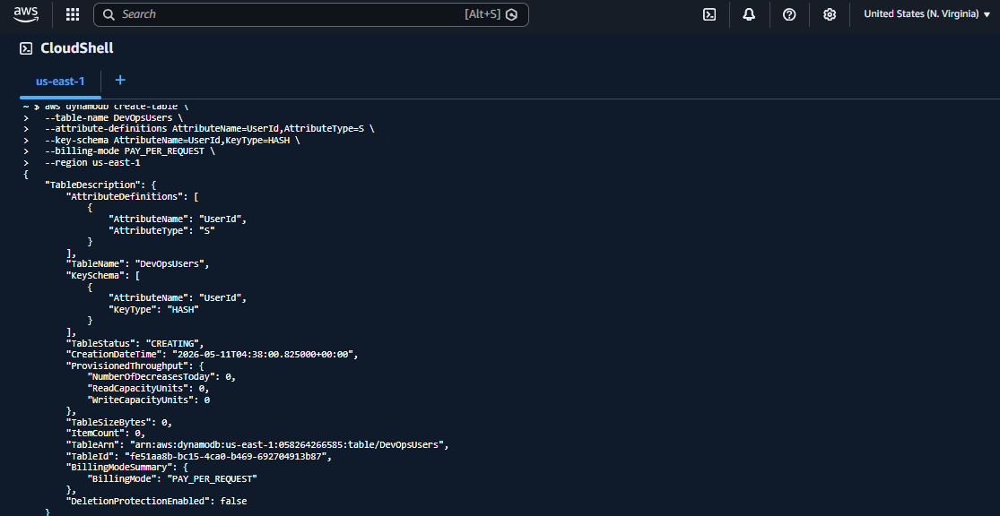 aws
Search [Alt+S]
United States (N. Virginia)
CloudShell
us-east-1 +
~ $ aws dynamodb create-table \
>   --table-name DevOpsUsers \
>   --attribute-definitions AttributeName=UserId,AttributeType=S \
>   --key-schema AttributeName=UserId,KeyType=HASH \
>   --billing-mode PAY_PER_REQUEST \
>   --region us-east-1
{
    "TableDescription": {
        "AttributeDefinitions": [
            {
                "AttributeName": "UserId",
                "AttributeType": "S"
            }
        ],
        "TableName": "DevOpsUsers",
        "KeySchema": [
            {
                "AttributeName": "UserId",
                "KeyType": "HASH"
            }
        ],
        "TableStatus": "CREATING",
        "CreationDateTime": "2026-05-11T04:38:00.825000+00:00",
        "ProvisionedThroughput": {
            "NumberOfDecreasesToday": 0,
            "ReadCapacityUnits": 0,
            "WriteCapacityUnits": 0
        },
        "TableSizeBytes": 0,
        "ItemCount": 0,
        "TableArn": "arn:aws:dynamodb:us-east-1:058264266585:table/DevOpsUsers",
        "TableId": "fe51aa8b-bc15-4ca0-b469-692704913b87",
        "BillingModeSummary": {
            "BillingMode": "PAY_PER_REQUEST"
        },
        "DeletionProtectionEnabled": false
    }